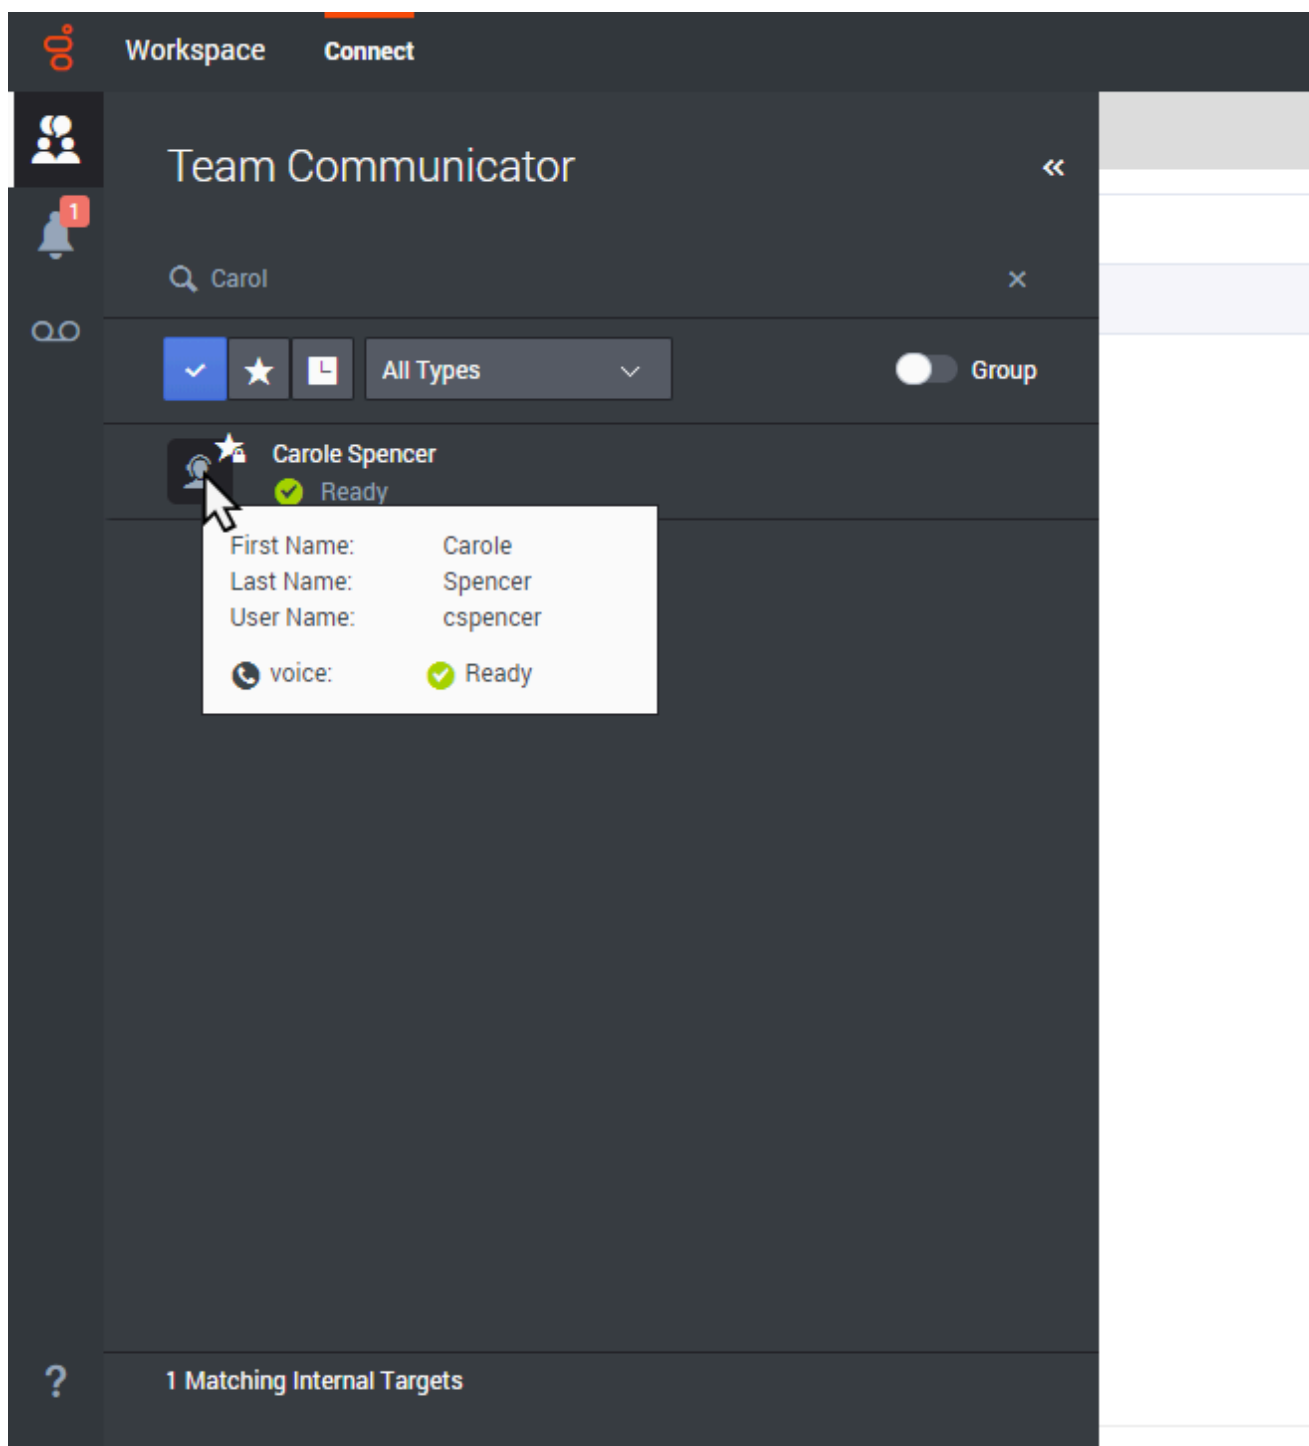 Workspace Connect
Team Communicator
1
Carol
All Types Group
Carole Spencer
Ready
First Name: Carole
Last Name: Spencer
User Name: cspencer
voice: Ready
? 1 Matching Internal Targets